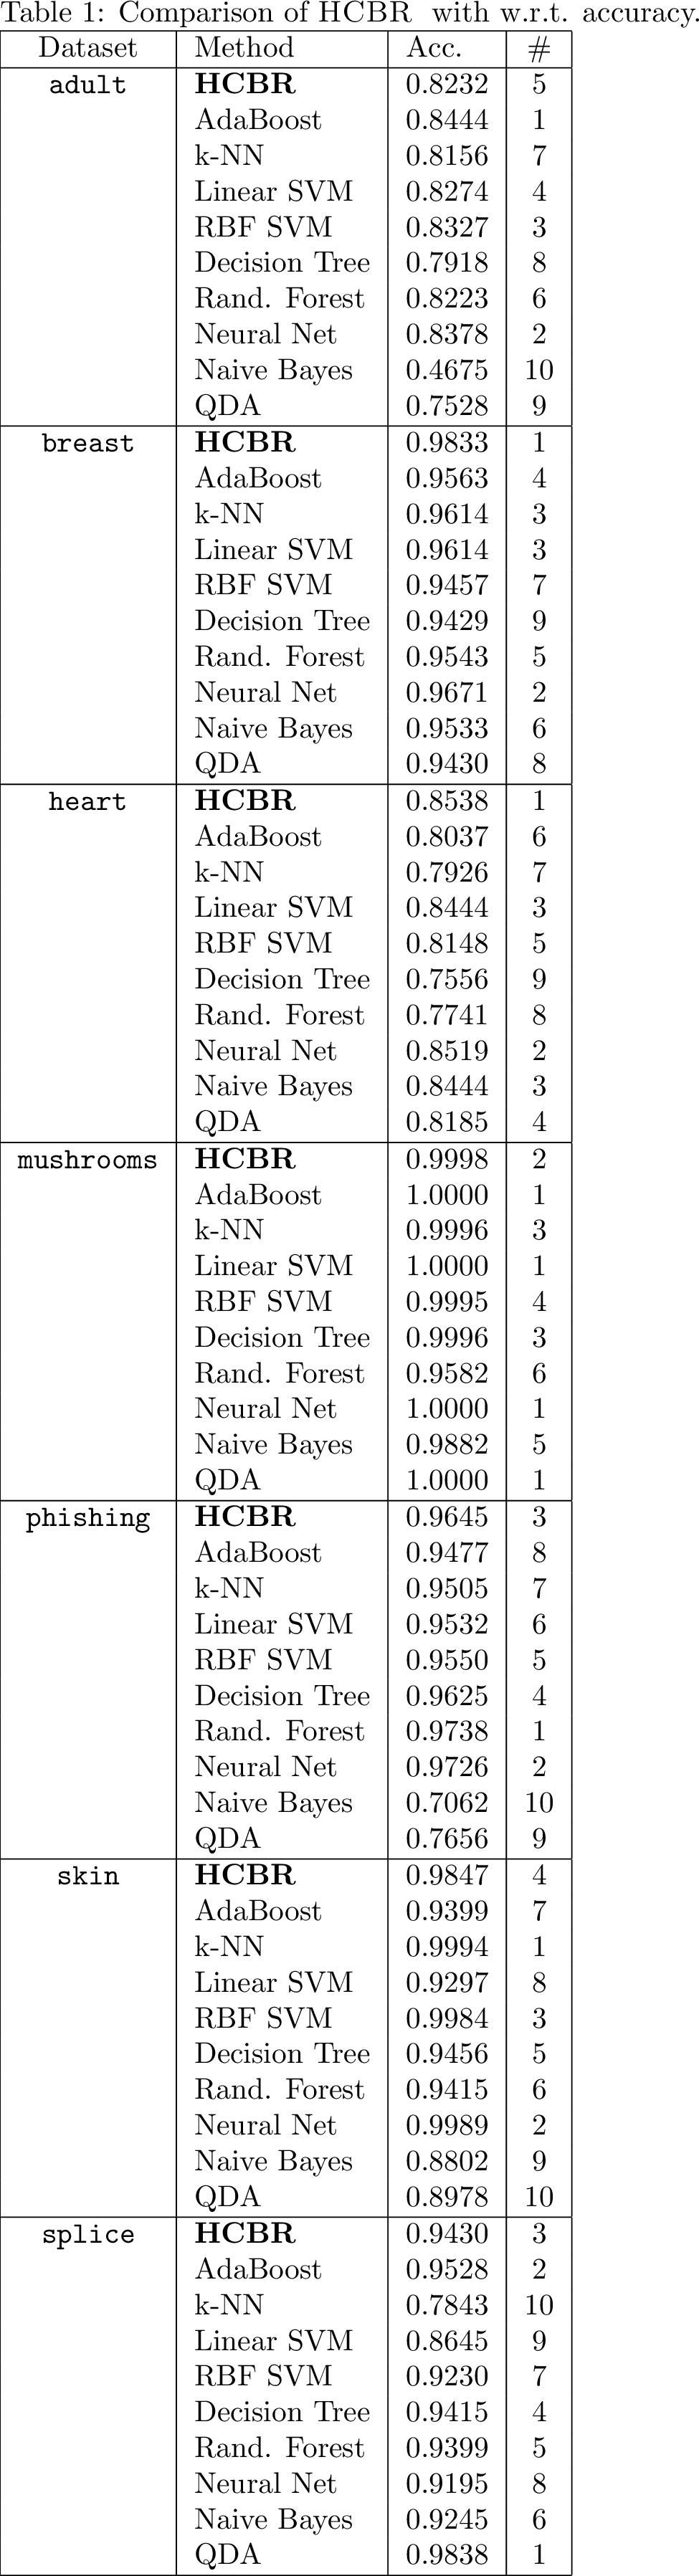 Table 1: Comparison of HCBR with w.r.t. accuracy.
Dataset Method Acc. #
adult HCBR 0.8232 5
AdaBoost 0.8444 1
k-NN 0.8156 7
Linear SVM 0.8274 4
RBF SVM 0.8327 3
Decision Tree 0.7918 8
Rand. Forest 0.8223 6
Neural Net 0.8378 2
Naive Bayes 0.4675 10
QDA 0.7528 9
breast HCBR 0.9833 1
AdaBoost 0.9563 4
k-NN 0.9614 3
Linear SVM 0.9614 3
RBF SVM 0.9457 7
Decision Tree 0.9429 9
Rand. Forest 0.9543 5
Neural Net 0.9671 2
Naive Bayes 0.9533 6
QDA 0.9430 8
heart HCBR 0.8538 1
AdaBoost 0.8037 6
k-NN 0.7926 7
Linear SVM 0.8444 3
RBF SVM 0.8148 5
Decision Tree 0.7556 9
Rand. Forest 0.7741 8
Neural Net 0.8519 2
Naive Bayes 0.8444 3
QDA 0.8185 4
mushrooms HCBR 0.9998 2
AdaBoost 1.0000 1
k-NN 0.9996 3
Linear SVM 1.0000 1
RBF SVM 0.9995 4
Decision Tree 0.9996 3
Rand. Forest 0.9582 6
Neural Net 1.0000 1
Naive Bayes 0.9882 5
QDA 1.0000 1
phishing HCBR 0.9645 3
AdaBoost 0.9477 8
k-NN 0.9505 7
Linear SVM 0.9532 6
RBF SVM 0.9550 5
Decision Tree 0.9625 4
Rand. Forest 0.9738 1
Neural Net 0.9726 2
Naive Bayes 0.7062 10
QDA 0.7656 9
skin HCBR 0.9847 4
AdaBoost 0.9399 7
k-NN 0.9994 1
Linear SVM 0.9297 8
RBF SVM 0.9984 3
Decision Tree 0.9456 5
Rand. Forest 0.9415 6
Neural Net 0.9989 2
Naive Bayes 0.8802 9
QDA 0.8978 10
splice HCBR 0.9430 3
AdaBoost 0.9528 2
k-NN 0.7843 10
Linear SVM 0.8645 9
RBF SVM 0.9230 7
Decision Tree 0.9415 4
Rand. Forest 0.9399 5
Neural Net 0.9195 8
Naive Bayes 0.9245 6
QDA 0.9838 1